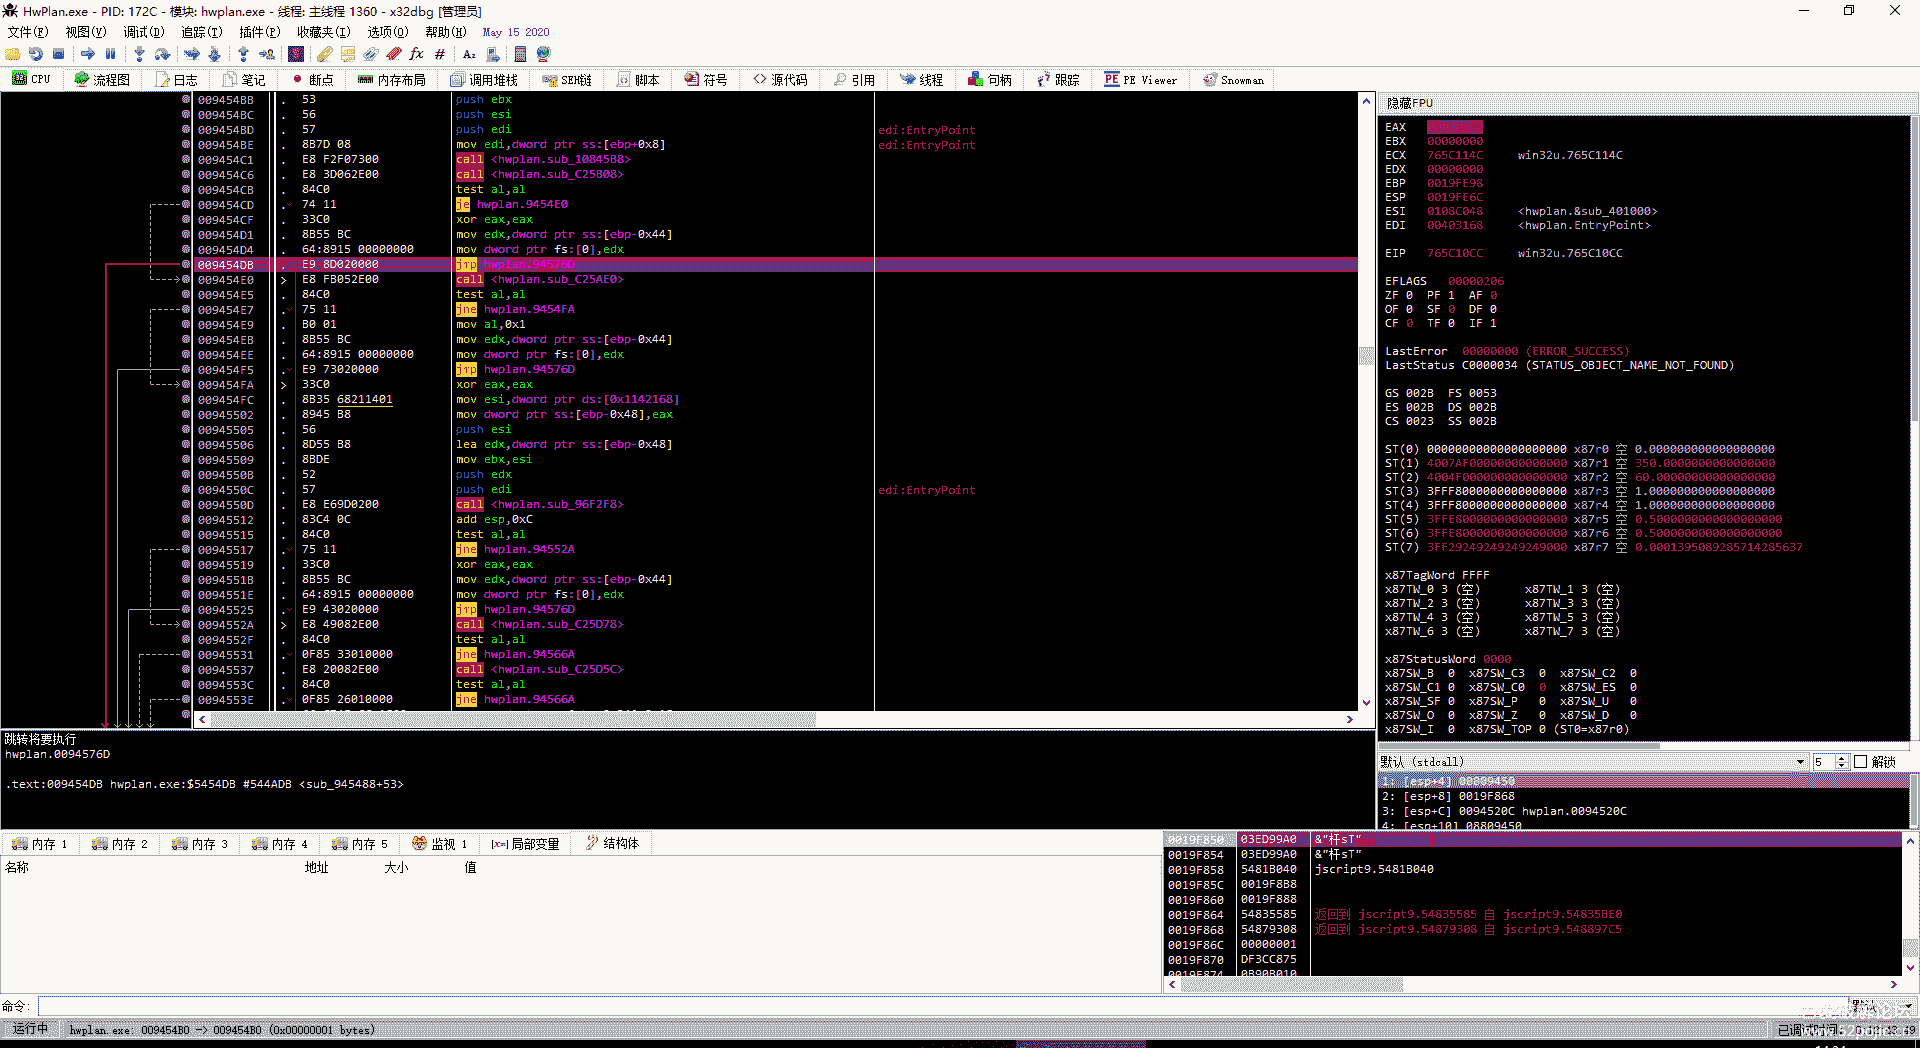 HwPlan.exe - PID: 172C - 模块: hwplan.exe - 线程: 主线程 1360 - x32dbg [管理员]
文件(F) 视图(V) 调试(D) 追踪(T) 插件(P) 收藏夹(I) 选项(O) 帮助(H) May 15 2020
CPU 流程图 日志 笔记 断点 内存布局 调用堆栈 SEH链 脚本 符号 源代码 引用 线程 句柄 跟踪 PE Viewer Snowman
009454BB . 53 push ebx
009454BC . 56 push esi
009454BD . 57 push edi edi:EntryPoint
009454BE . 8B7D 08 mov edi,dword ptr ss:[ebp+0x8] edi:EntryPoint
009454C1 . E8 F2F07300 call <hwplan.sub_10845B8>
009454C6 . E8 3D062E00 call <hwplan.sub_C25B08>
009454CB . 84C0 test al,al
009454CD . 74 11 je hwplan.9454E0
009454CF . 33C0 xor eax,eax
009454D1 . 8B55 BC mov edx,dword ptr ss:[ebp-0x44]
009454D4 . 64:8915 00000000 mov dword ptr fs:[0],edx
009454DB . E9 8D020000 jmp hwplan.94576D
009454E0 > E8 FB052E00 call <hwplan.sub_C25AE0>
009454E5 . 84C0 test al,al
009454E7 . 75 11 jne hwplan.9454FA
009454E9 . B0 01 mov al,0x1
009454EB . 8B55 BC mov edx,dword ptr ss:[ebp-0x44]
009454EE . 64:8915 00000000 mov dword ptr fs:[0],edx
009454F5 . E9 73020000 jmp hwplan.94576D
009454FA > 33C0 xor eax,eax
009454FC . 8B35 68211401 mov esi,dword ptr ds:[0x1142168]
00945502 . 8945 B8 mov dword ptr ss:[ebp-0x48],eax
00945505 . 56 push esi
00945506 . 8D55 B8 lea edx,dword ptr ss:[ebp-0x48]
00945509 . 8BDE mov ebx,esi
0094550B . 52 push edx
0094550C . 57 push edi edi:EntryPoint
0094550D . E8 E69D0200 call <hwplan.sub_96F2F8>
00945512 . 83C4 0C add esp,0xC
00945515 . 84C0 test al,al
00945517 . 75 11 jne hwplan.94552A
00945519 . 33C0 xor eax,eax
0094551B . 8B55 BC mov edx,dword ptr ss:[ebp-0x44]
0094551E . 64:8915 00000000 mov dword ptr fs:[0],edx
00945525 . E9 43020000 jmp hwplan.94576D
0094552A > E8 49082E00 call <hwplan.sub_C25D78>
0094552F . 84C0 test al,al
00945531 . 0F85 33010000 jne hwplan.94566A
00945537 . E8 20082E00 call <hwplan.sub_C25D5C>
0094553C . 84C0 test al,al
0094553E . 0F85 26010000 jne hwplan.94566A
隐藏FPU
EAX
EBX 00000000
ECX 765C114C win32u.765C114C
EDX 00000000
EBP 0019FE98
ESP 0019FE6C
ESI 0108C048 <hwplan.&sub_401000>
EDI 00403168 <hwplan.EntryPoint>
EIP 765C10CC win32u.765C10CC
EFLAGS 00000206
ZF 0 PF 1 AF 0
OF 0 SF 0 DF 0
CF 0 TF 0 IF 1
LastError 00000000 (ERROR_SUCCESS)
LastStatus C0000034 (STATUS_OBJECT_NAME_NOT_FOUND)
GS 002B FS 0053
ES 002B DS 002B
CS 0023 SS 002B
ST(0) 00000000000000000000 x87r0 空 0.000000000000000000
ST(1) 4007AF00000000000000 x87r1 空 350.0000000000000000
ST(2) 4004F000000000000000 x87r2 空 60.00000000000000000
ST(3) 3FFF8000000000000000 x87r3 空 1.000000000000000000
ST(4) 3FFF8000000000000000 x87r4 空 1.000000000000000000
ST(5) 3FFE8000000000000000 x87r5 空 0.5000000000000000000
ST(6) 3FFE8000000000000000 x87r6 空 0.5000000000000000000
ST(7) 3FF29249249249249000 x87r7 空 0.0001395089285714285637
x87TagWord FFFF
x87TW_0 3 (空) x87TW_1 3 (空)
x87TW_2 3 (空) x87TW_3 3 (空)
x87TW_4 3 (空) x87TW_5 3 (空)
x87TW_6 3 (空) x87TW_7 3 (空)
x87StatusWord 0000
x87SW_B 0 x87SW_C3 0 x87SW_C2 0
x87SW_C1 0 x87SW_C0 0 x87SW_ES 0
x87SW_SF 0 x87SW_P 0 x87SW_U 0
x87SW_O 0 x87SW_Z 0 x87SW_D 0
x87SW_I 0 x87SW_TOP 0 (ST0=x87r0)
跳转将要执行
hwplan.0094576D
.text:009454DB hwplan.exe:$5454DB #544ADB <sub_945488+53>
默认 (stdcall) 5 解锁
1: [esp+4] 00009450
2: [esp+8] 0019F868
3: [esp+C] 0094520C hwplan.0094520C
4: [esp+10] 08809450
内存 1 内存 2 内存 3 内存 4 内存 5 监视 1 [x=] 局部变量 结构体
名称 地址 大小 值
0019F850 03ED99A0 &"杆sT"
0019F854 03ED99A0 &"杆sT"
0019F858 5481B040 jscript9.5481B040
0019F85C 0019F8B8
0019F860 0019F888
0019F864 54835585 返回到 jscript9.54835585 自 jscript9.54835BE0
0019F868 54879308 返回到 jscript9.54879308 自 jscript9.548897C5
0019F86C 00000001
0019F870 DF3CC875
0019F874 0B90B010
命令:
运行中 hwplan.exe: 009454B0 -> 009454B0 (0x00000001 bytes)
已调试时间: